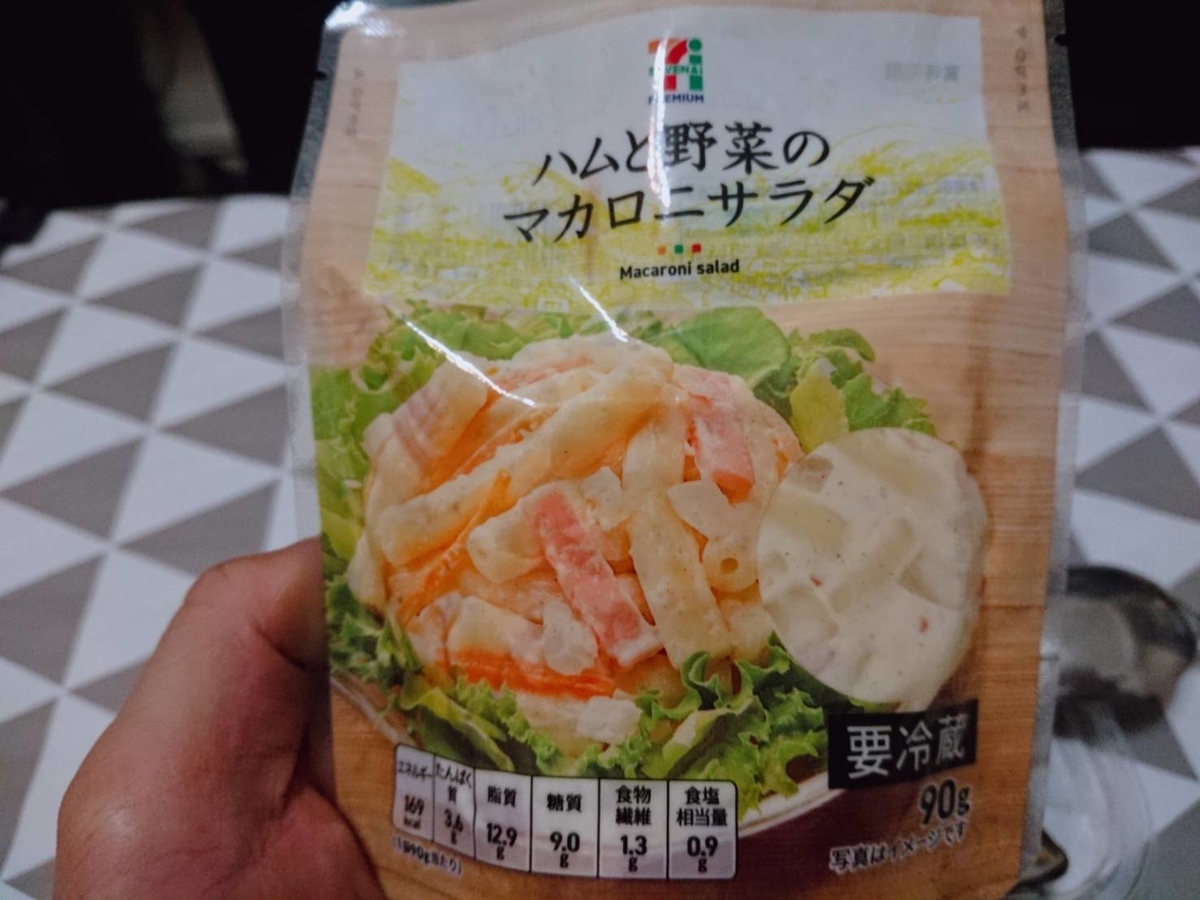 SEVEN&i
PREMIUM
ハムと野菜の
マカロニサラダ
Macaroni salad
要冷蔵
90g
写真はイメージです
エネルギー
169
kcal
たんぱく
質
3.6
g
脂質
12.9
g
糖質
9.0
g
食物
繊維
1.3
g
食塩
相当量
0.9
g
OPEN